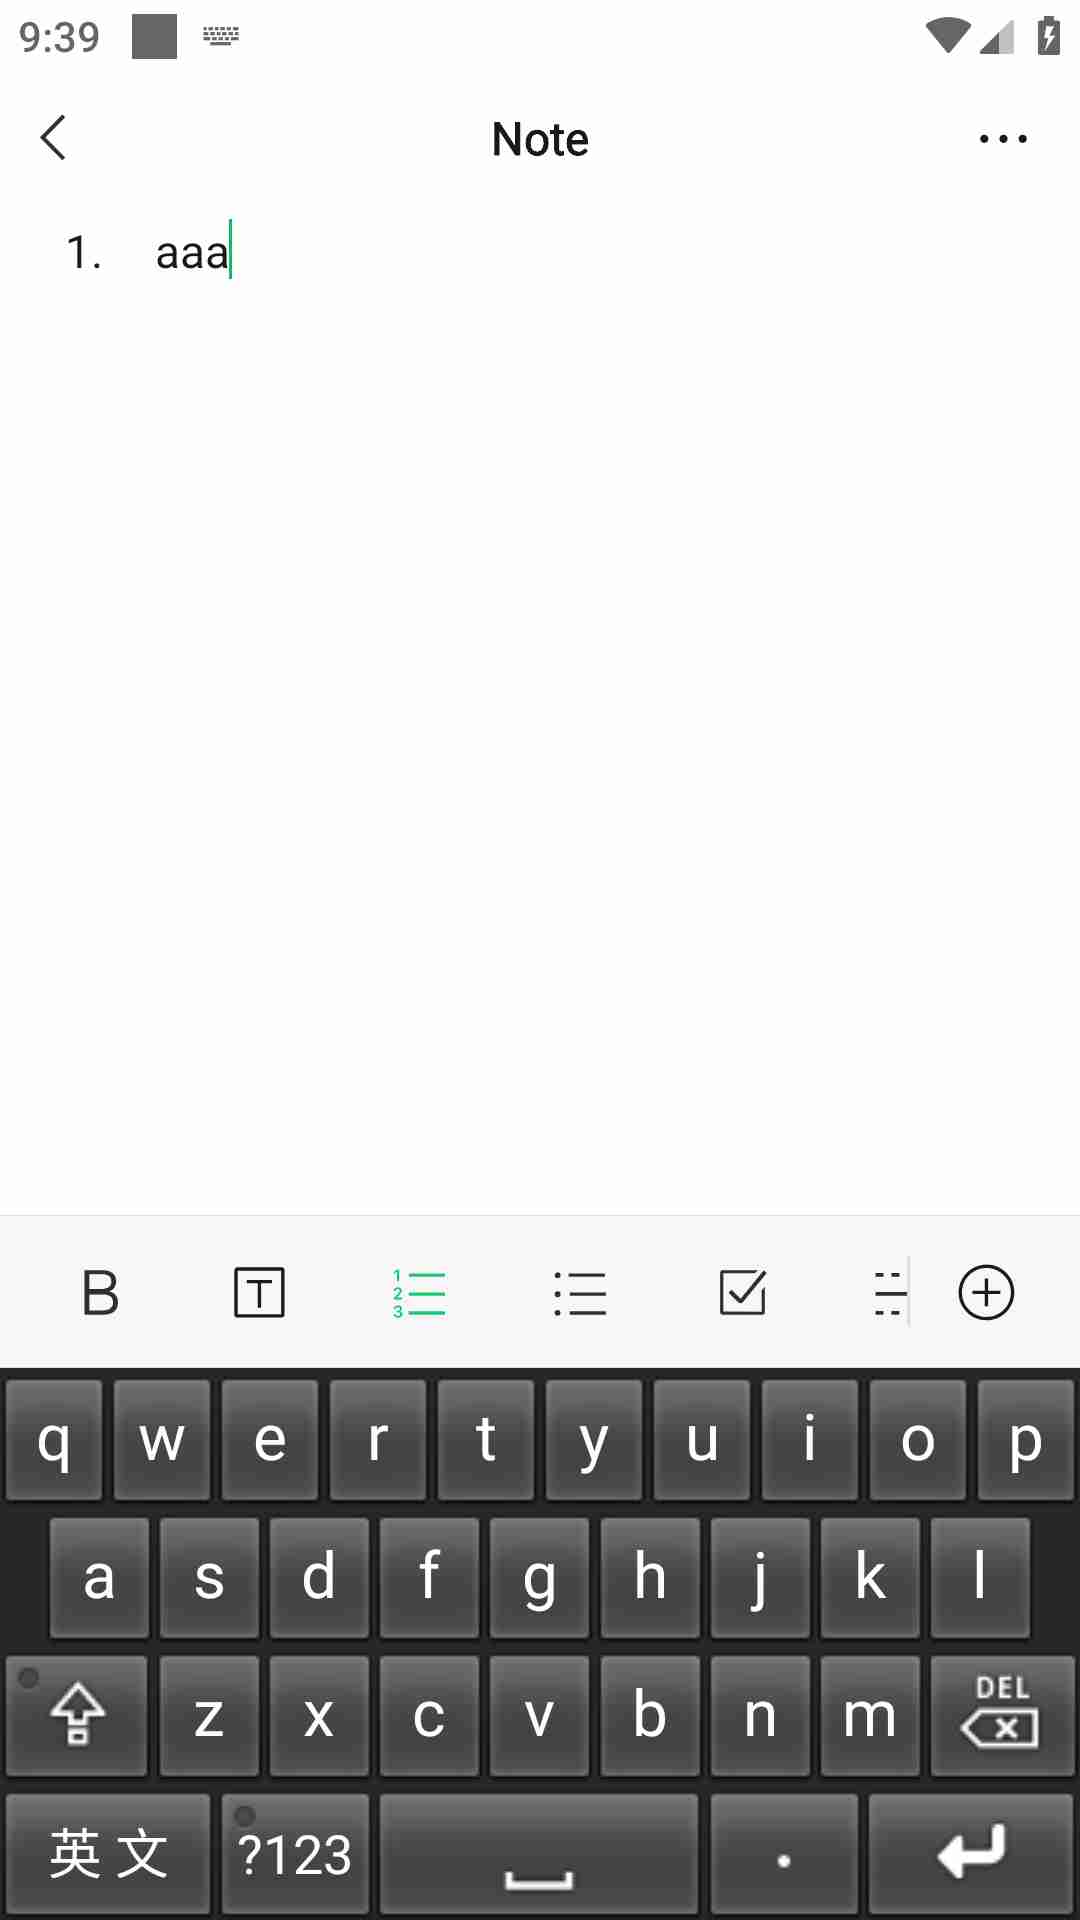 9:39
Note
1. aaa
B T 1 2 3
q w e r t y u i o p
a s d f g h j k l
z x c v b n m DEL
英文 ?123 .